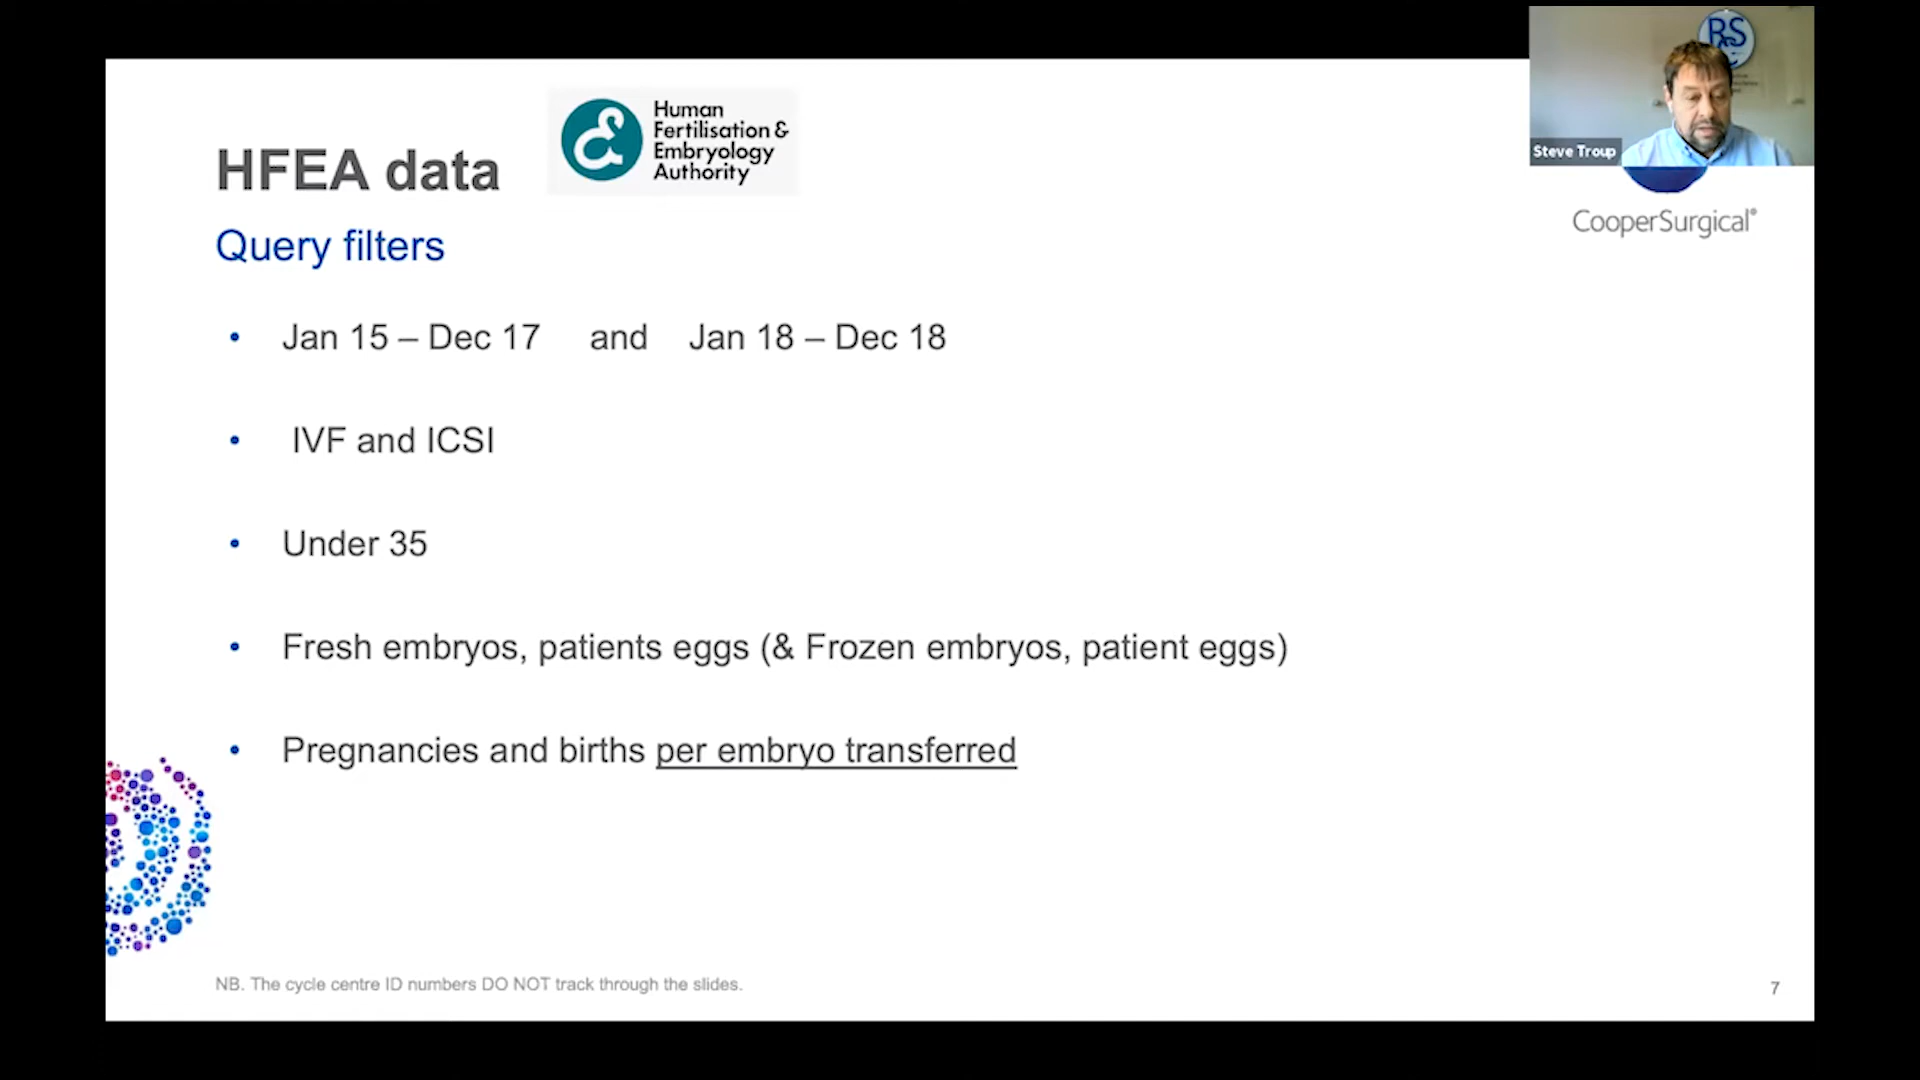 RS
Human
Fertilisation &
Embryology
Authority
HFEA data
Steve Troup
CooperSurgical®
Query filters
• Jan 15 – Dec 17 and Jan 18 – Dec 18
• IVF and ICSI
• Under 35
• Fresh embryos, patients eggs (& Frozen embryos, patient eggs)
• Pregnancies and births per embryo transferred
NB. The cycle centre ID numbers DO NOT track through the slides.
7